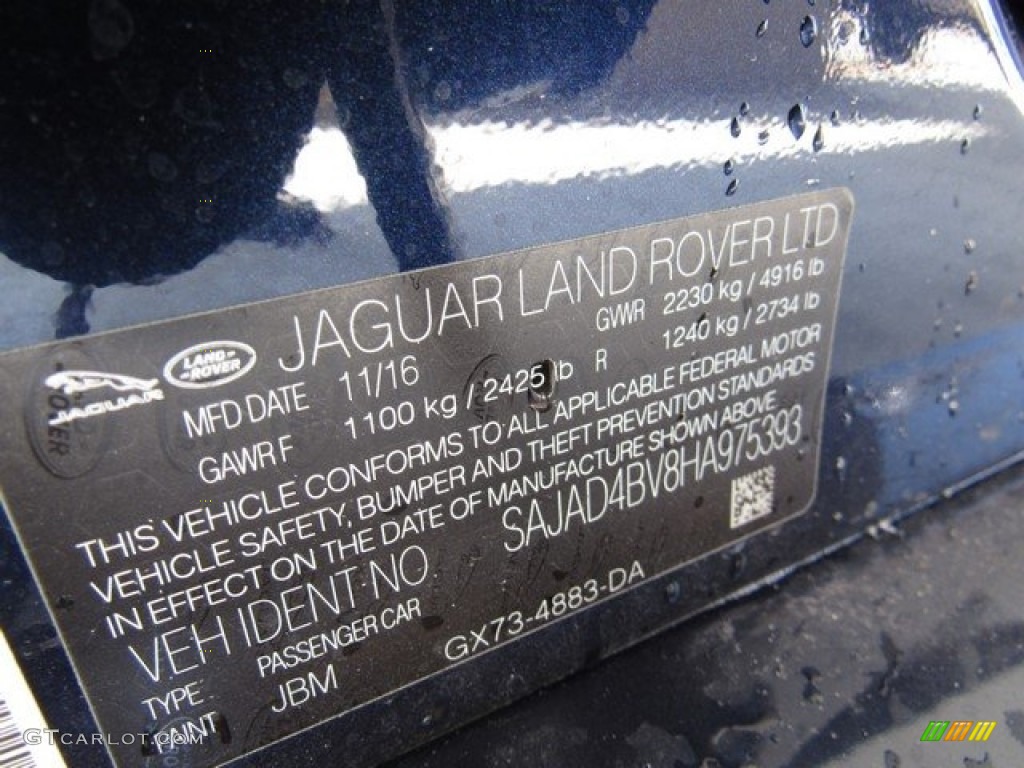 JAGUAR LAND-ROVER JAGUAR LAND ROVER LTD
MFD DATE 11/16 GVWR 2230 kg / 4916 lb
GAWR F 1100 kg / 2425 lb R 1240 kg / 2734 lb
THIS VEHICLE CONFORMS TO ALL APPLICABLE FEDERAL MOTOR
VEHICLE SAFETY, BUMPER AND THEFT PREVENTION STANDARDS
IN EFFECT ON THE DATE OF MANUFACTURE SHOWN ABOVE
VEH IDENT NO SAJAD4BV8HA975393
TYPE PASSENGER CAR
PAINT JBM GX73-4883-DA
GTcarlot.com